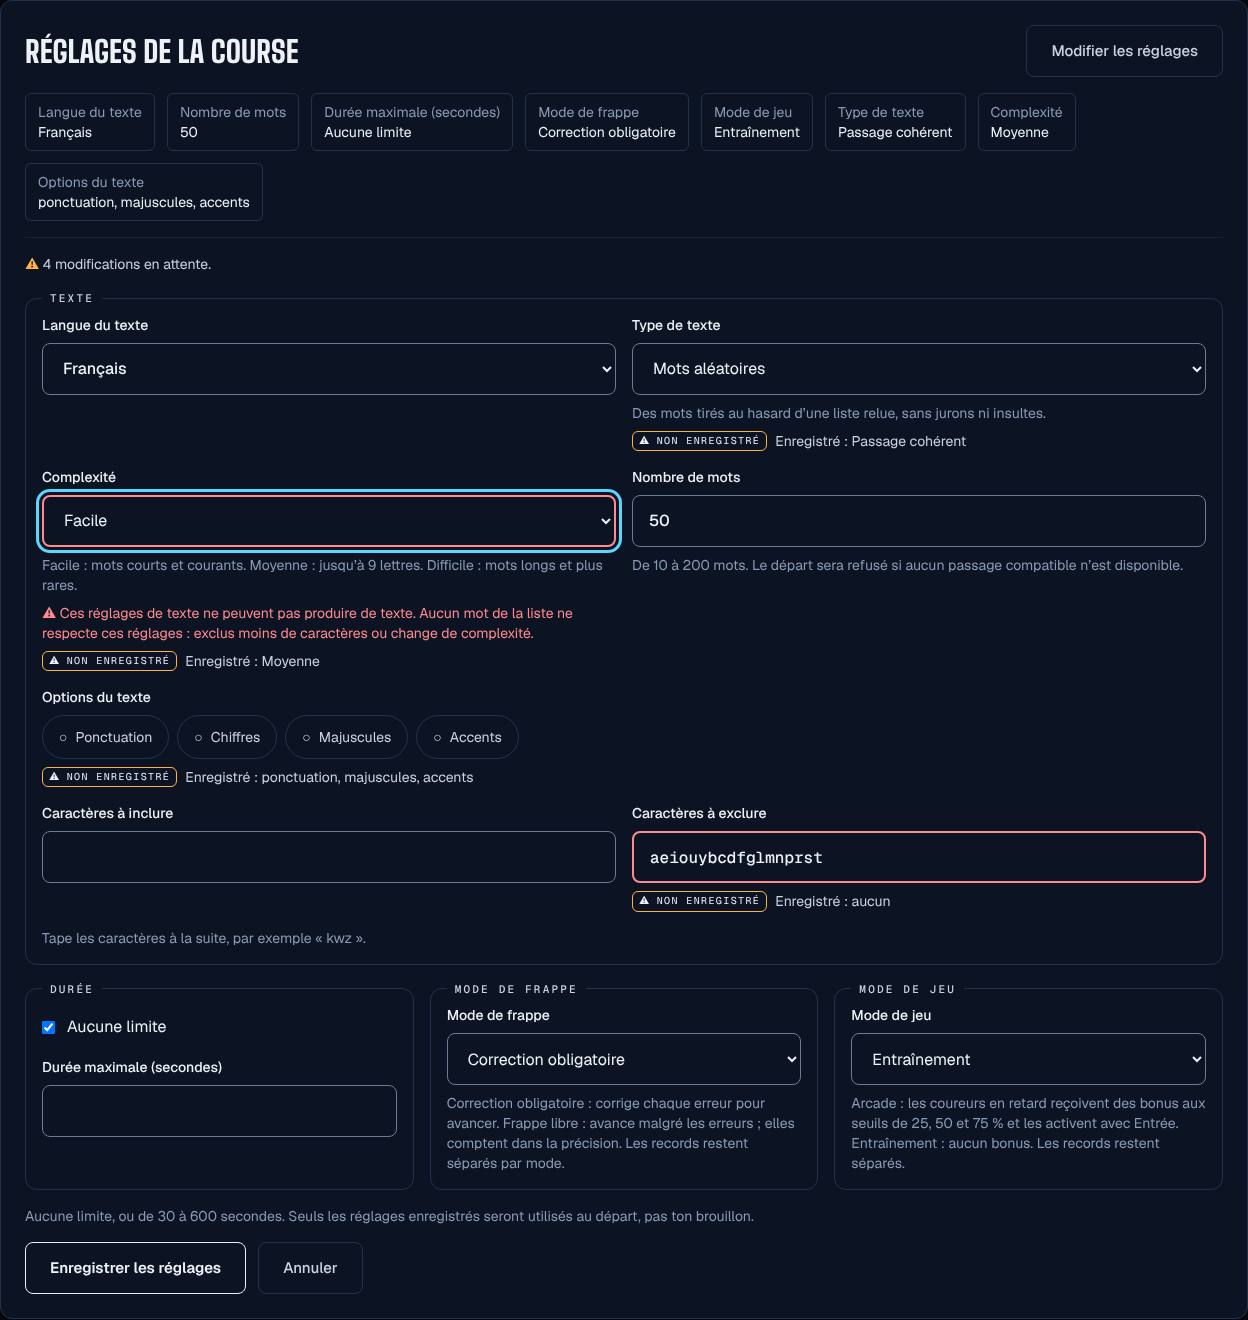 RÉGLAGES DE LA COURSE
Modifier les réglages
Langue du texte
Français
Nombre de mots
50
Durée maximale (secondes)
Aucune limite
Mode de frappe
Correction obligatoire
Mode de jeu
Entraînement
Type de texte
Passage cohérent
Complexité
Moyenne
Options du texte
ponctuation, majuscules, accents
4 modifications en attente.
TEXTE
Langue du texte
Français
Type de texte
Mots aléatoires
Des mots tirés au hasard d'une liste relue, sans jurons ni insultes.
NON ENREGISTRÉ Enregistré : Passage cohérent
Complexité
Facile
Facile : mots courts et courants. Moyenne : jusqu'à 9 lettres. Difficile : mots longs et plus
rares.
Ces réglages de texte ne peuvent pas produire de texte. Aucun mot de la liste ne
respecte ces réglages : exclus moins de caractères ou change de complexité.
NON ENREGISTRÉ Enregistré : Moyenne
Nombre de mots
50
De 10 à 200 mots. Le départ sera refusé si aucun passage compatible n'est disponible.
Options du texte
Ponctuation
Chiffres
Majuscules
Accents
NON ENREGISTRÉ Enregistré : ponctuation, majuscules, accents
Caractères à inclure
Caractères à exclure
aeiouybcdfglmnprst
NON ENREGISTRÉ Enregistré : aucun
Tape les caractères à la suite, par exemple « kwz ».
DURÉE
Aucune limite
Durée maximale (secondes)
MODE DE FRAPPE
Mode de frappe
Correction obligatoire
Correction obligatoire : corrige chaque erreur pour
avancer. Frappe libre : avance malgré les erreurs ; elles
comptent dans la précision. Les records restent
séparés par mode.
MODE DE JEU
Mode de jeu
Entraînement
Arcade : les coureurs en retard reçoivent des bonus aux
seuils de 25, 50 et 75 % et les activent avec Entrée.
Entraînement : aucun bonus. Les records restent
séparés.
Aucune limite, ou de 30 à 600 secondes. Seuls les réglages enregistrés seront utilisés au départ, pas ton brouillon.
Enregistrer les réglages
Annuler